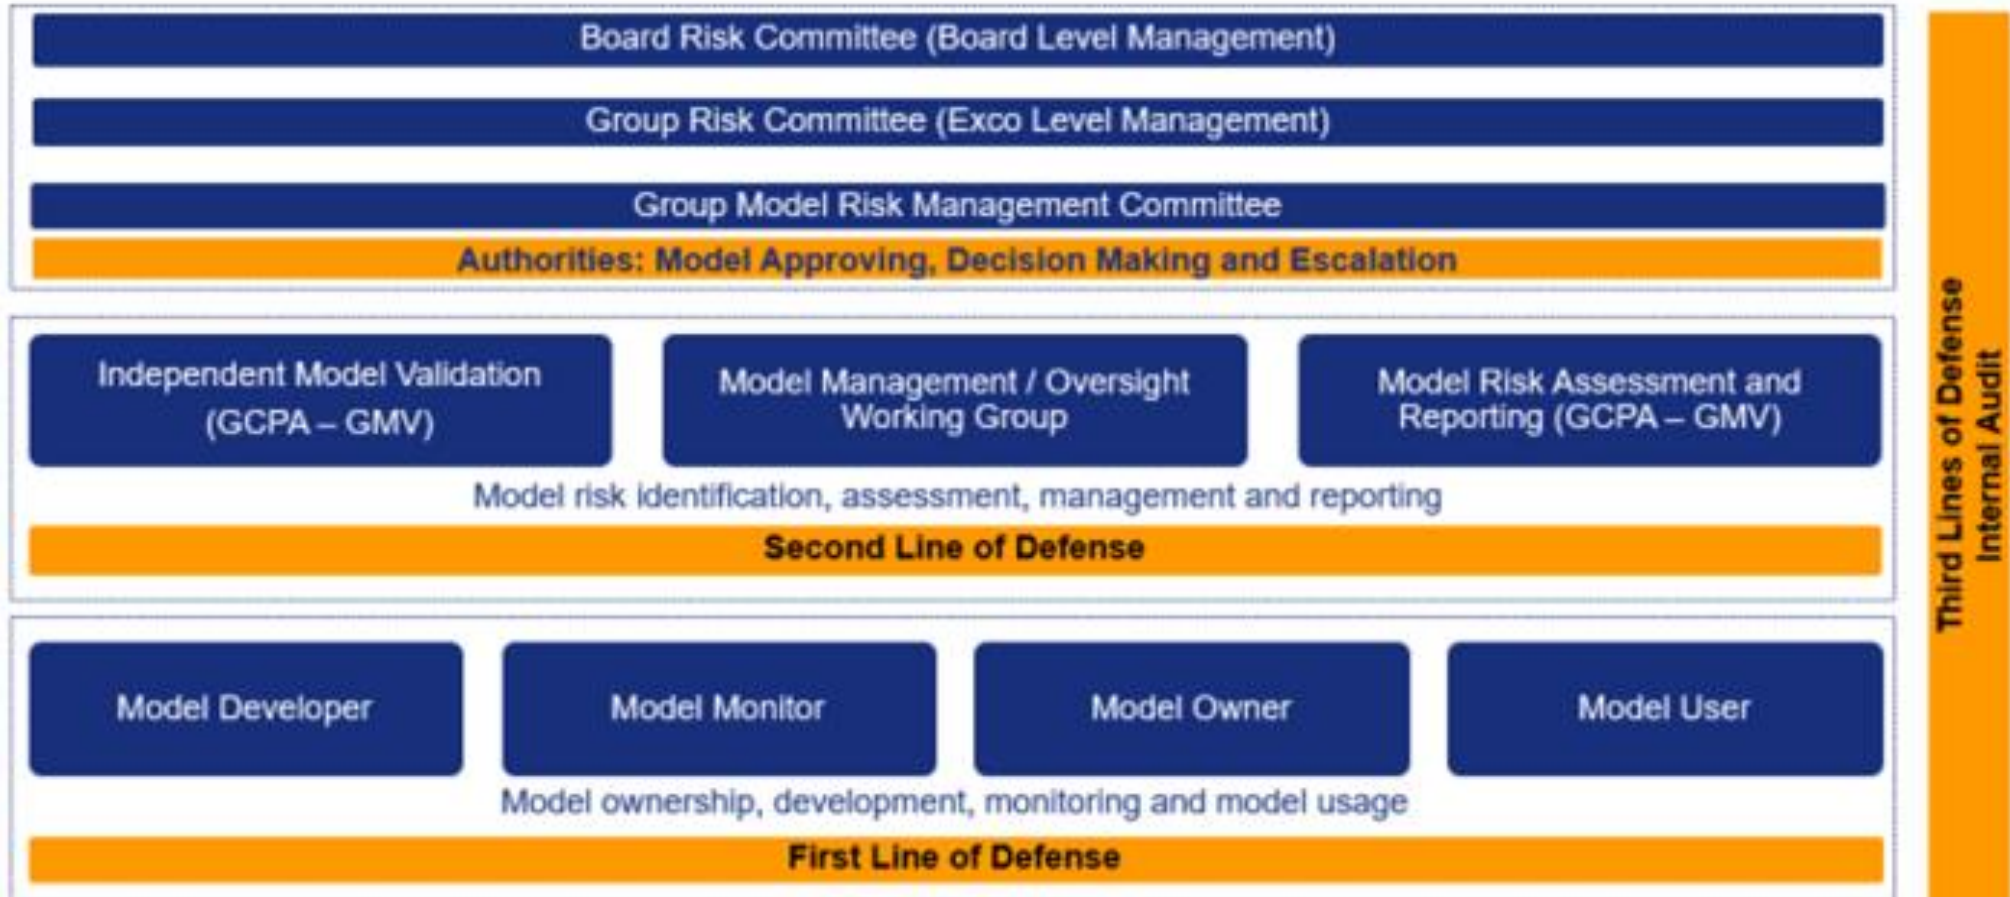 Board Risk Committee (Board Level Management)
Group Risk Committee (Exco Level Management)
Group Model Risk Management Committee
Authorities: Model Approving, Decision Making and Escalation
Independent Model Validation
(GCPA – GMV)
Model Management / Oversight
Working Group
Model Risk Assessment and
Reporting (GCPA – GMV)
Model risk identification, assessment, management and reporting
Second Line of Defense
Model Developer
Model Monitor
Model Owner
Model User
Model ownership, development, monitoring and model usage
First Line of Defense
Third Lines of Defense
Internal Audit